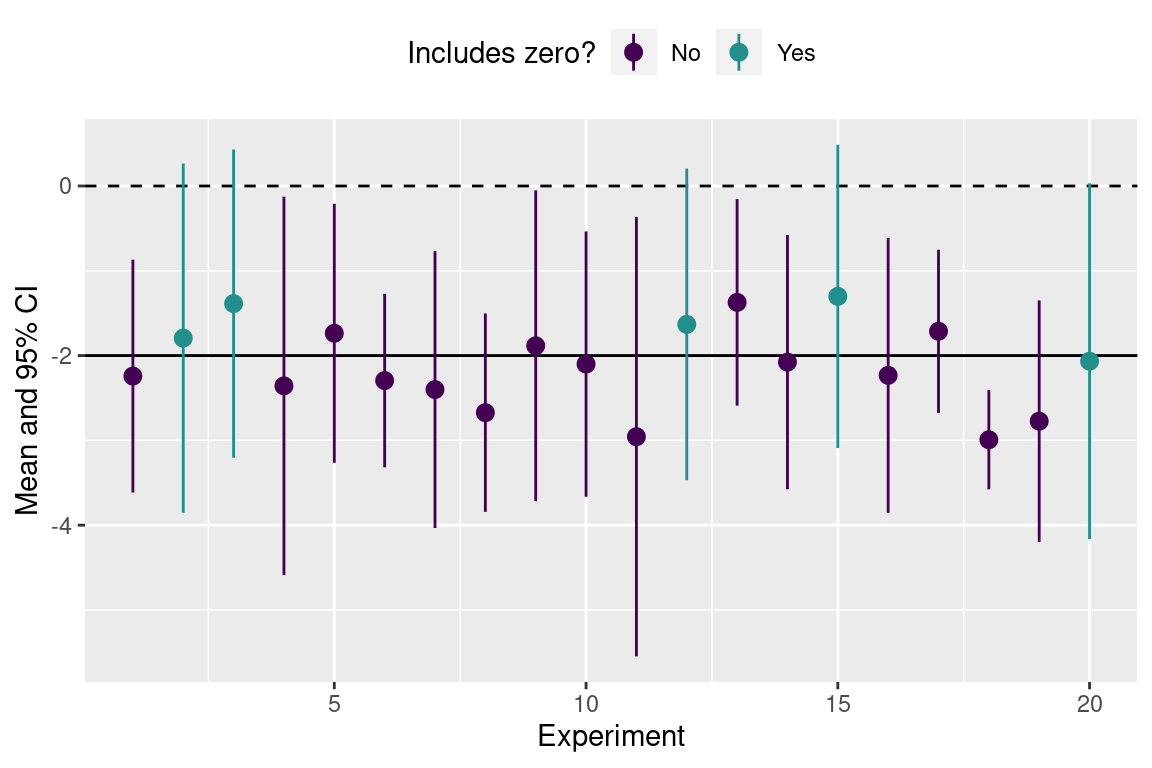 Includes zero? No Yes
Mean and 95% CI
0
-2
-4
5 10 15 20
Experiment